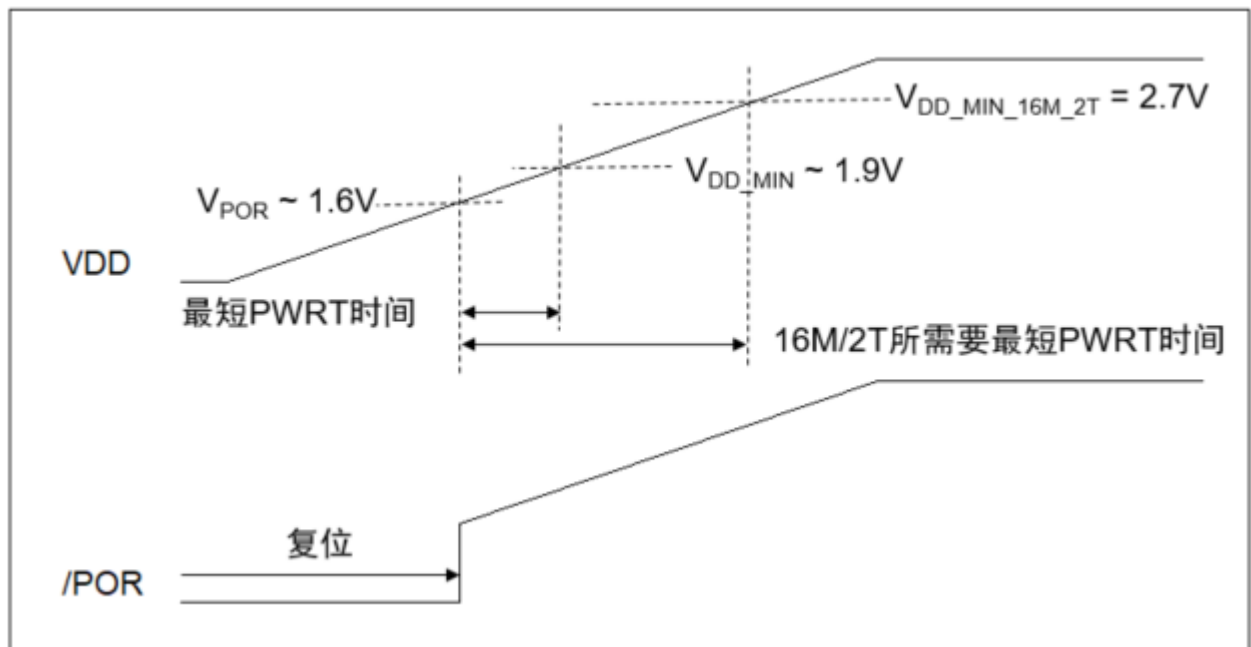 V_DD_MIN_16M_2T = 2.7V
V_DD_MIN ~ 1.9V
V_POR ~ 1.6V
VDD
最短PWRT时间
16M/2T所需要最短PWRT时间
复位
/POR